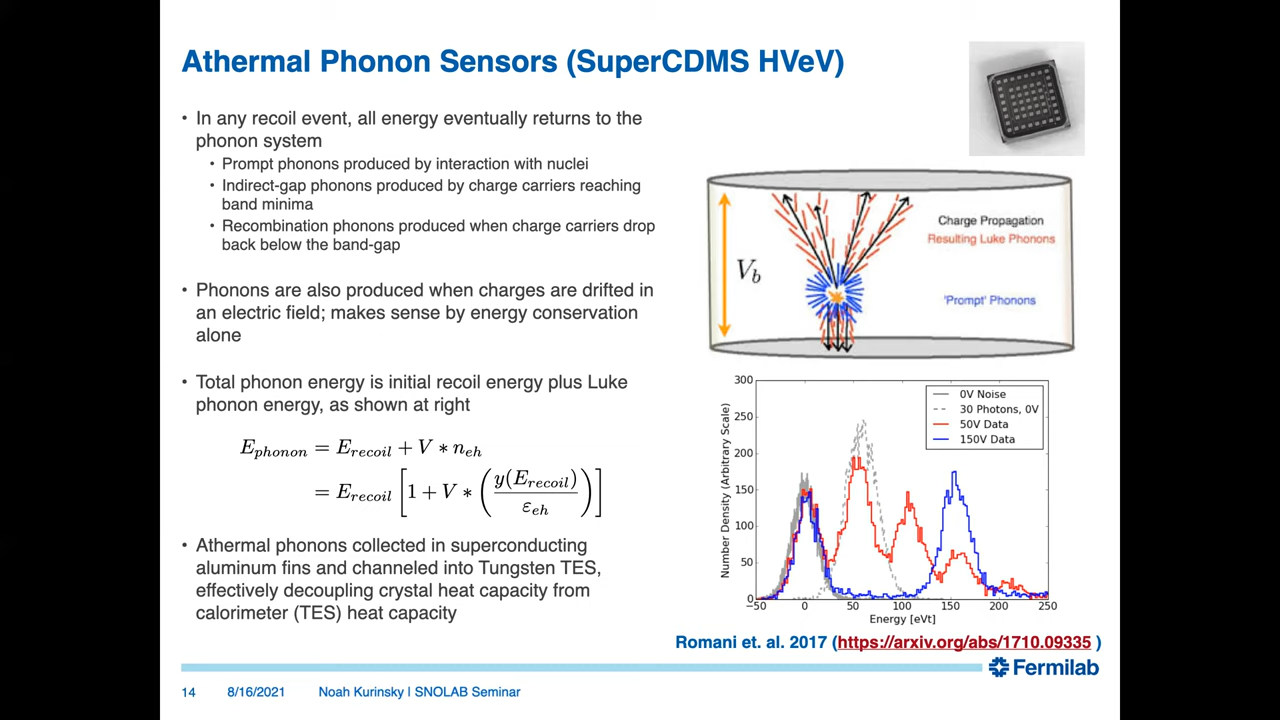 Athermal Phonon Sensors (SuperCDMS HVeV)
• In any recoil event, all energy eventually returns to the
phonon system
• Prompt phonons produced by interaction with nuclei
• Indirect-gap phonons produced by charge carriers reaching
band minima
• Recombination phonons produced when charge carriers drop
back below the band-gap
• Phonons are also produced when charges are drifted in
an electric field; makes sense by energy conservation
alone
• Total phonon energy is initial recoil energy plus Luke
phonon energy, as shown at right
E_phonon = E_recoil + V * n_eh
= E_recoil [1 + V * (y(E_recoil) / ε_eh)]
• Athermal phonons collected in superconducting
aluminum fins and channeled into Tungsten TES,
effectively decoupling crystal heat capacity from
calorimeter (TES) heat capacity
V_b
Charge Propagation
Resulting Luke Phonons
'Prompt' Phonons
300
250
200
150
100
50
0
Number Density (Arbitrary Scale)
0V Noise
30 Photons, 0V
50V Data
150V Data
−50 0 50 100 150 200 250
Energy [eVt]
Romani et. al. 2017 (https://arxiv.org/abs/1710.09335 )
Fermilab
14 8/16/2021 Noah Kurinsky | SNOLAB Seminar